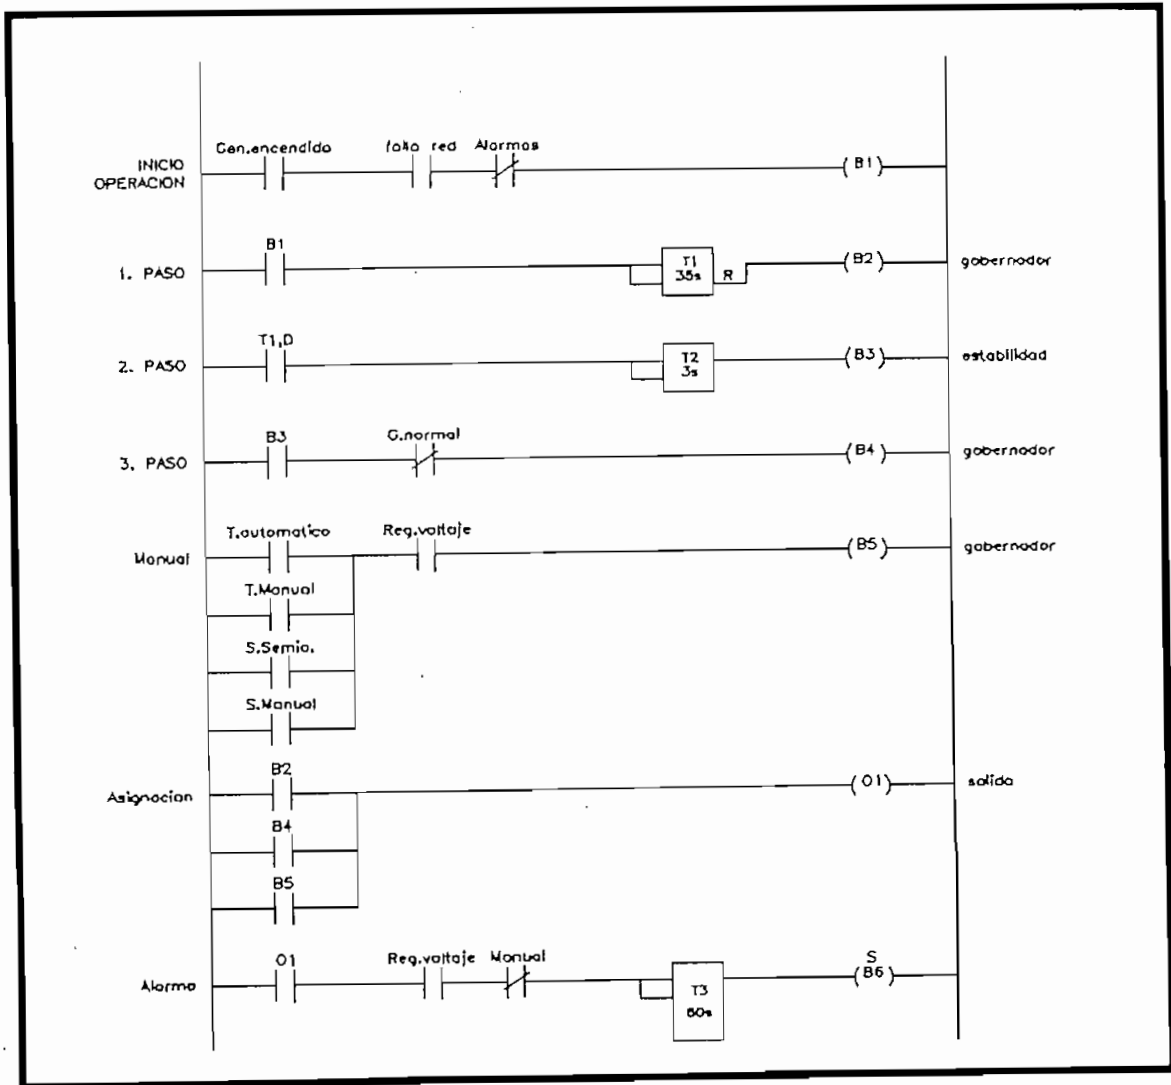 Gen.encendido falla red Alarmas
INICIO
OPERACION
(B1)
B1
1. PASO
T1
35s
R
(B2)
gobernador
T1,D
2. PASO
T2
3s
(B3)
estabilidad
B3
G.normal
3. PASO
(B4)
gobernador
T.automatico
Reg.voltaje
Manual
(B5)
gobernador
T.Manual
S.Semia.
S.Manual
B2
Asignacion
(O1)
salida
B4
B5
O1
Reg.voltaje Manual
Alarma
T3
60s
S
(B6)